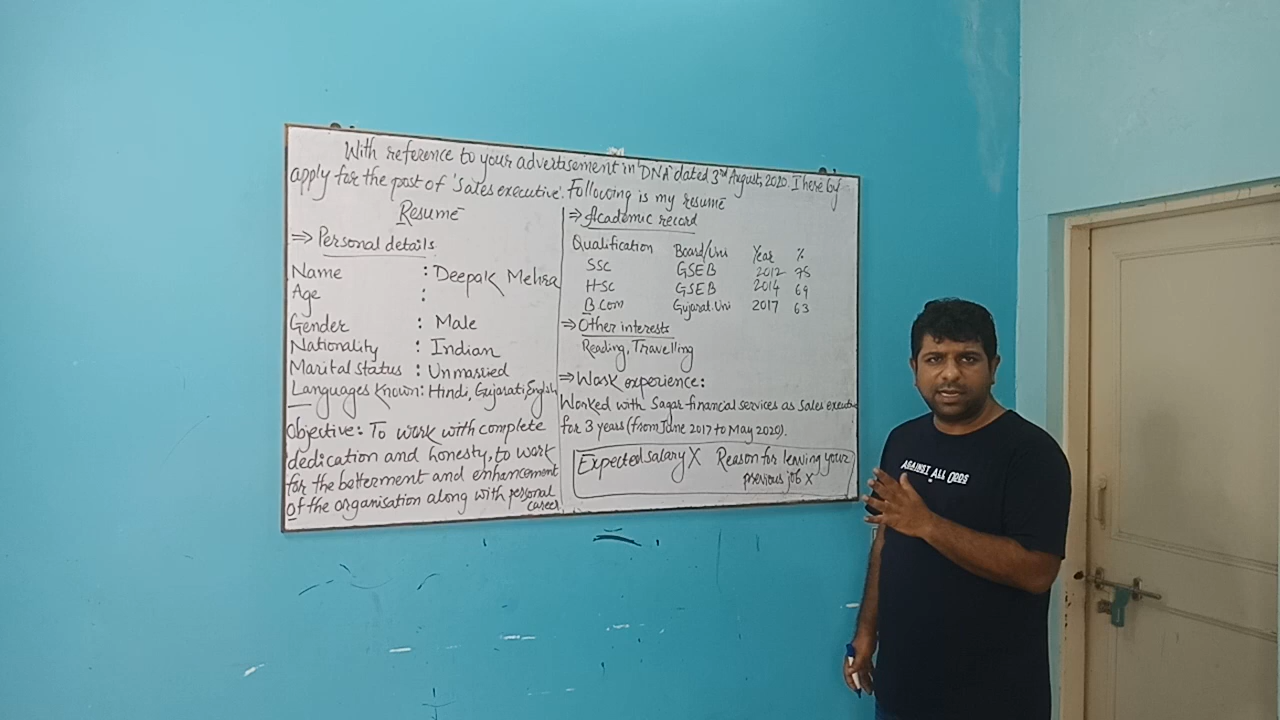 With reference to your advertisement in 'DNA' dated 3rd August, 2020. I here by
apply for the post of 'Sales executive'. Following is my resume
Resume
⇒ Personal details
Name : Deepak Mehra
Age :
Gender : Male
Nationality : Indian
Marital status : Unmarried
Languages known: Hindi, Gujarati, English
Objective: To work with complete
dedication and honesty, to work
for the betterment and enhancement
of the organisation along with personal
career
⇒ Academic record
Qualification Board/Uni Year %
SSC GSEB 2012 75
HSC GSEB 2014 69
B Com Gujarat. Uni 2017 63
⇒ Other interests
Reading, Travelling
⇒ Work experience:
Worked with Sagar financial services as Sales executive
for 3 years (from June 2017 to May 2020).
Expected salary X Reason for leaving your
previous job x
AGAINST ALL ODDS